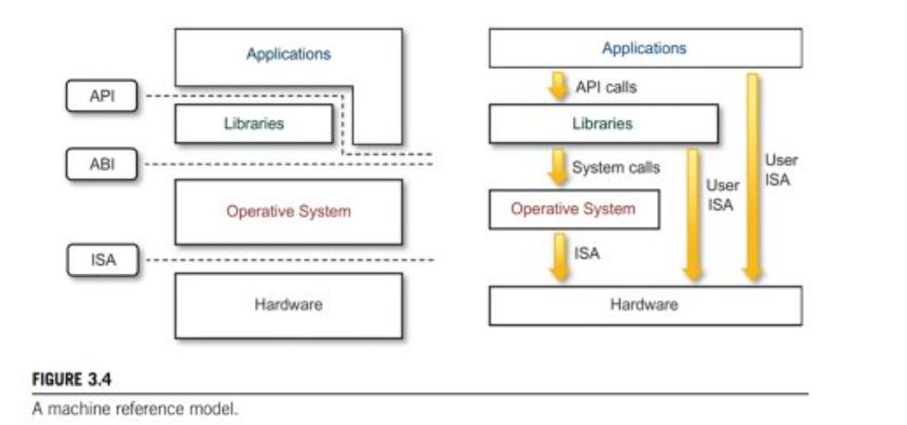 Applications
API
Libraries
ABI
Operative System
ISA
Hardware
Applications
API calls
Libraries
System calls
User
ISA
User
ISA
Operative System
ISA
Hardware
FIGURE 3.4
A machine reference model.